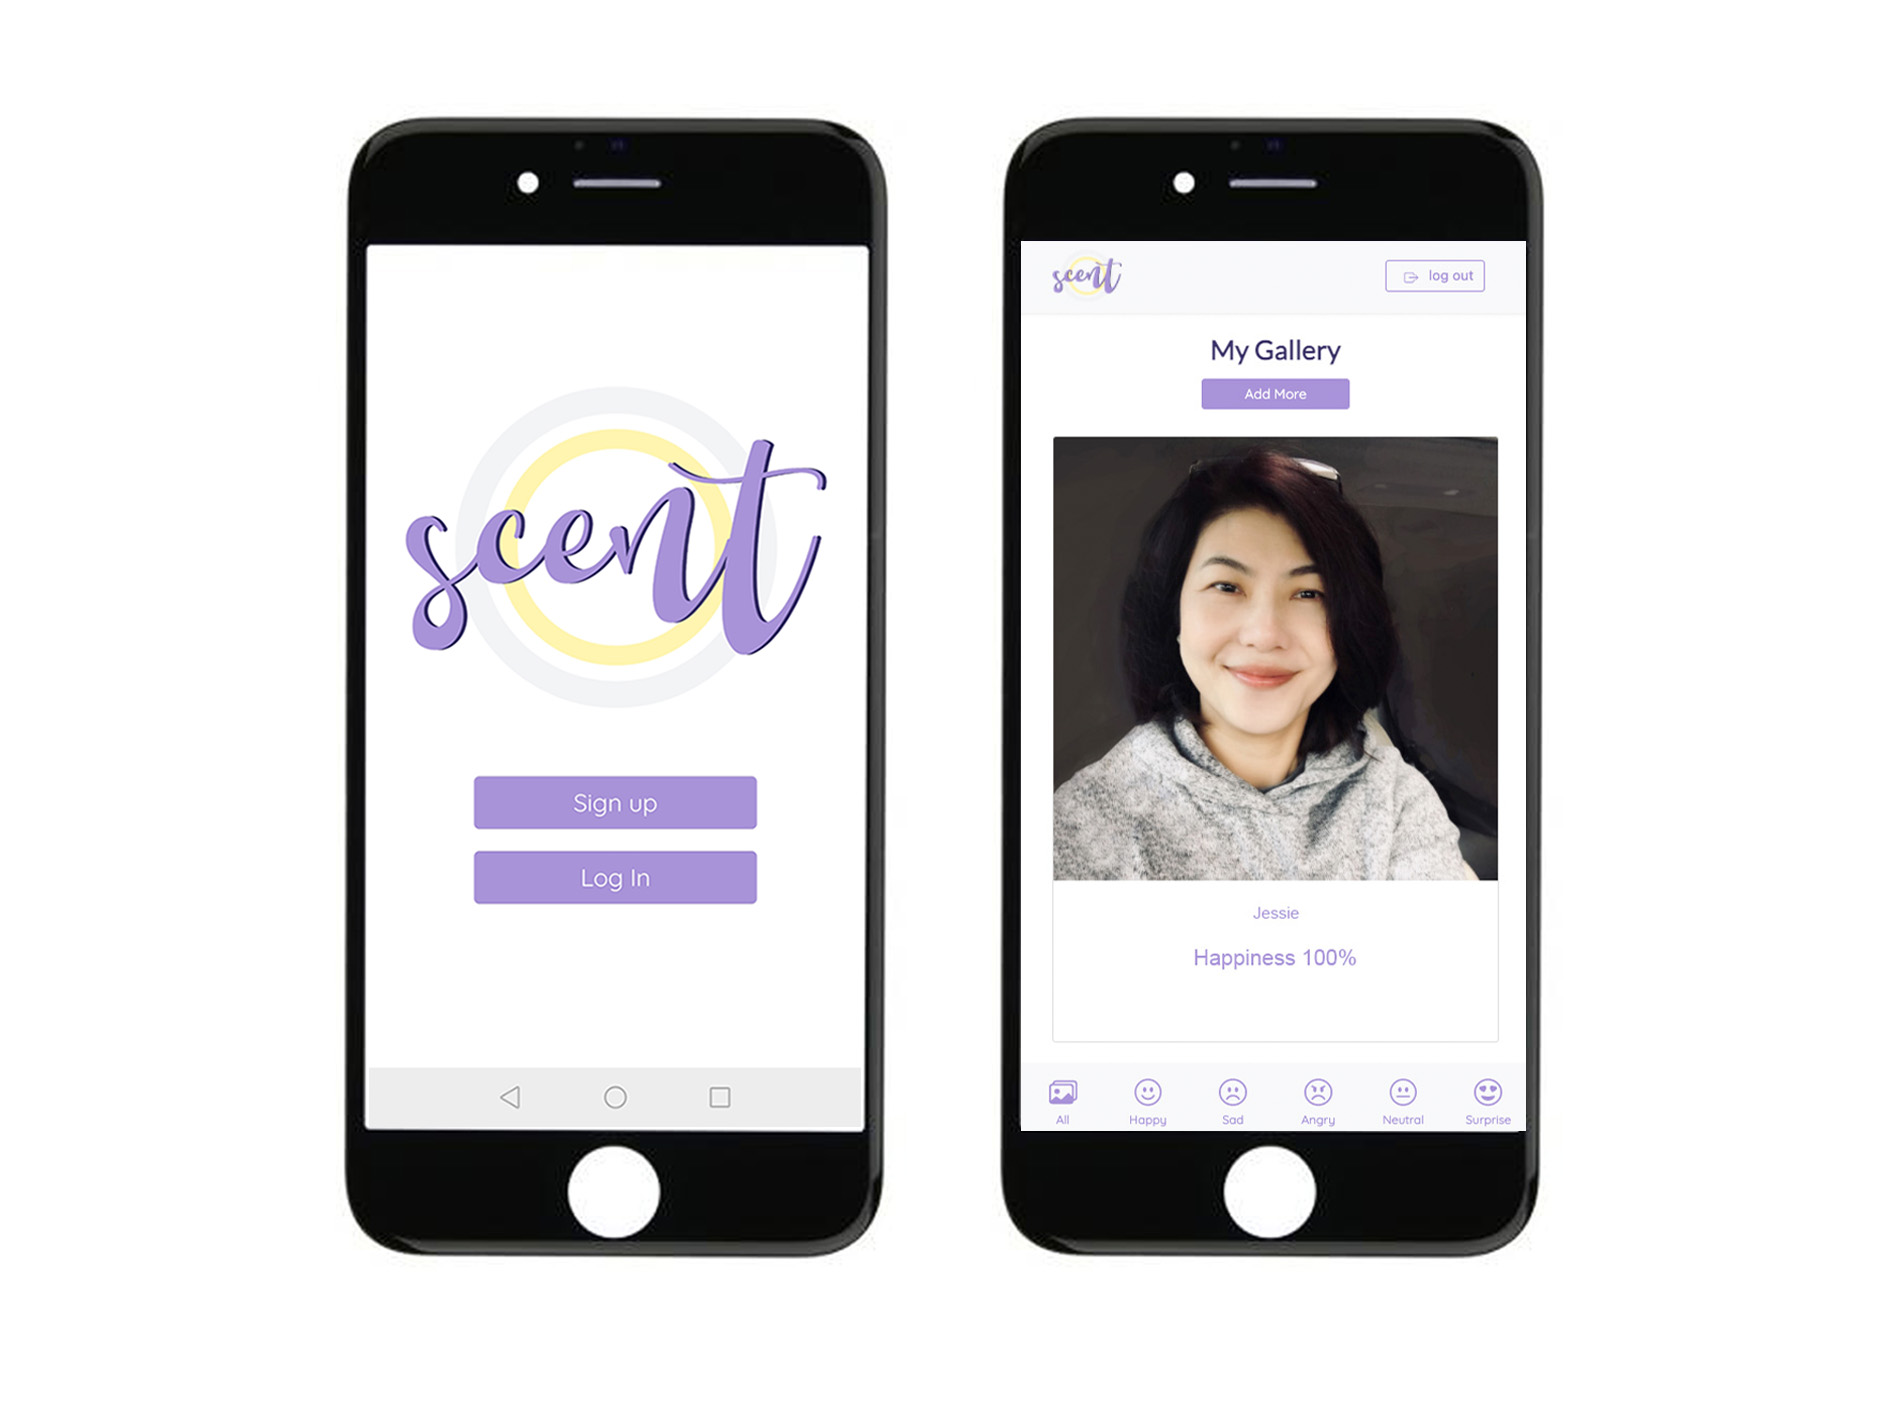 scent
Sign up
Log In
scent
log out
My Gallery
Add More
Jessie
Happiness 100%
All Happy Sad Angry Neutral Surprise